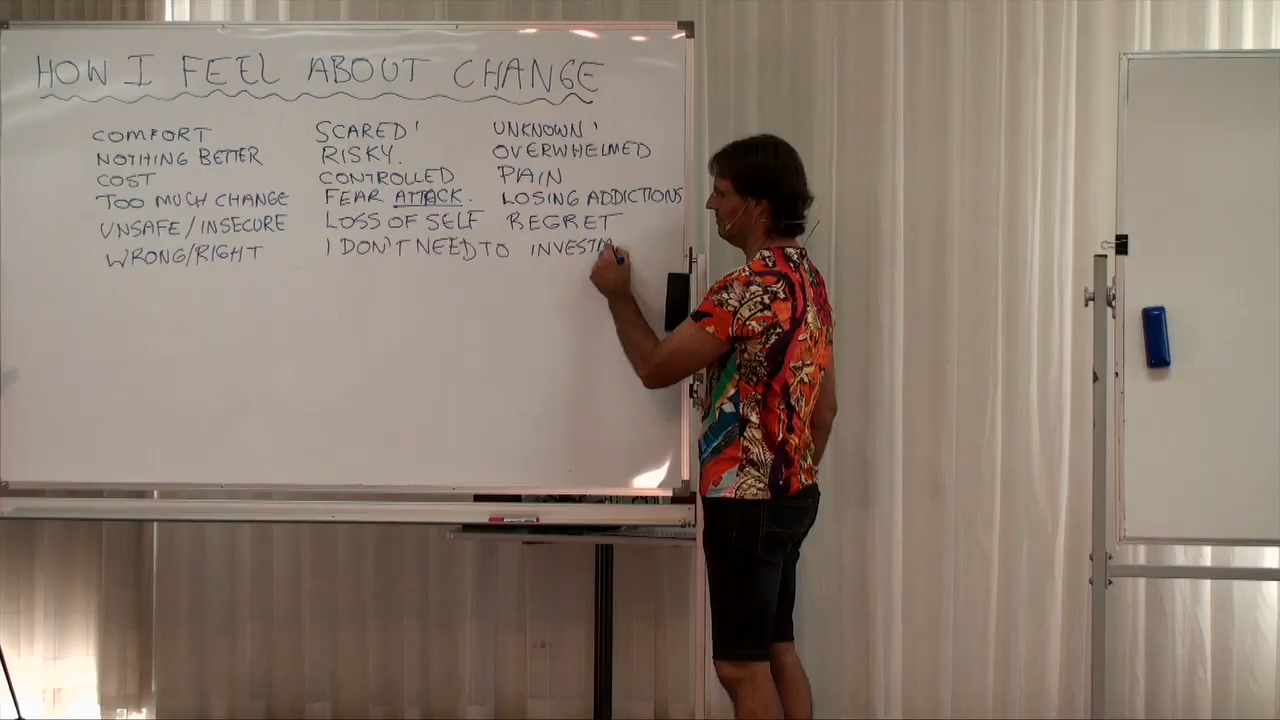 HOW I FEEL ABOUT CHANGE
COMFORT
NOTHING BETTER
COST
TOO MUCH CHANGE
UNSAFE/INSECURE
WRONG/RIGHT
SCARED'
RISKY.
CONTROLLED
FEAR ATTACK.
LOSS OF SELF
I DON'T NEED TO
UNKNOWN'
OVERWHELMED
PAIN
LOSING ADDICTIONS
REGRET
INVESTM